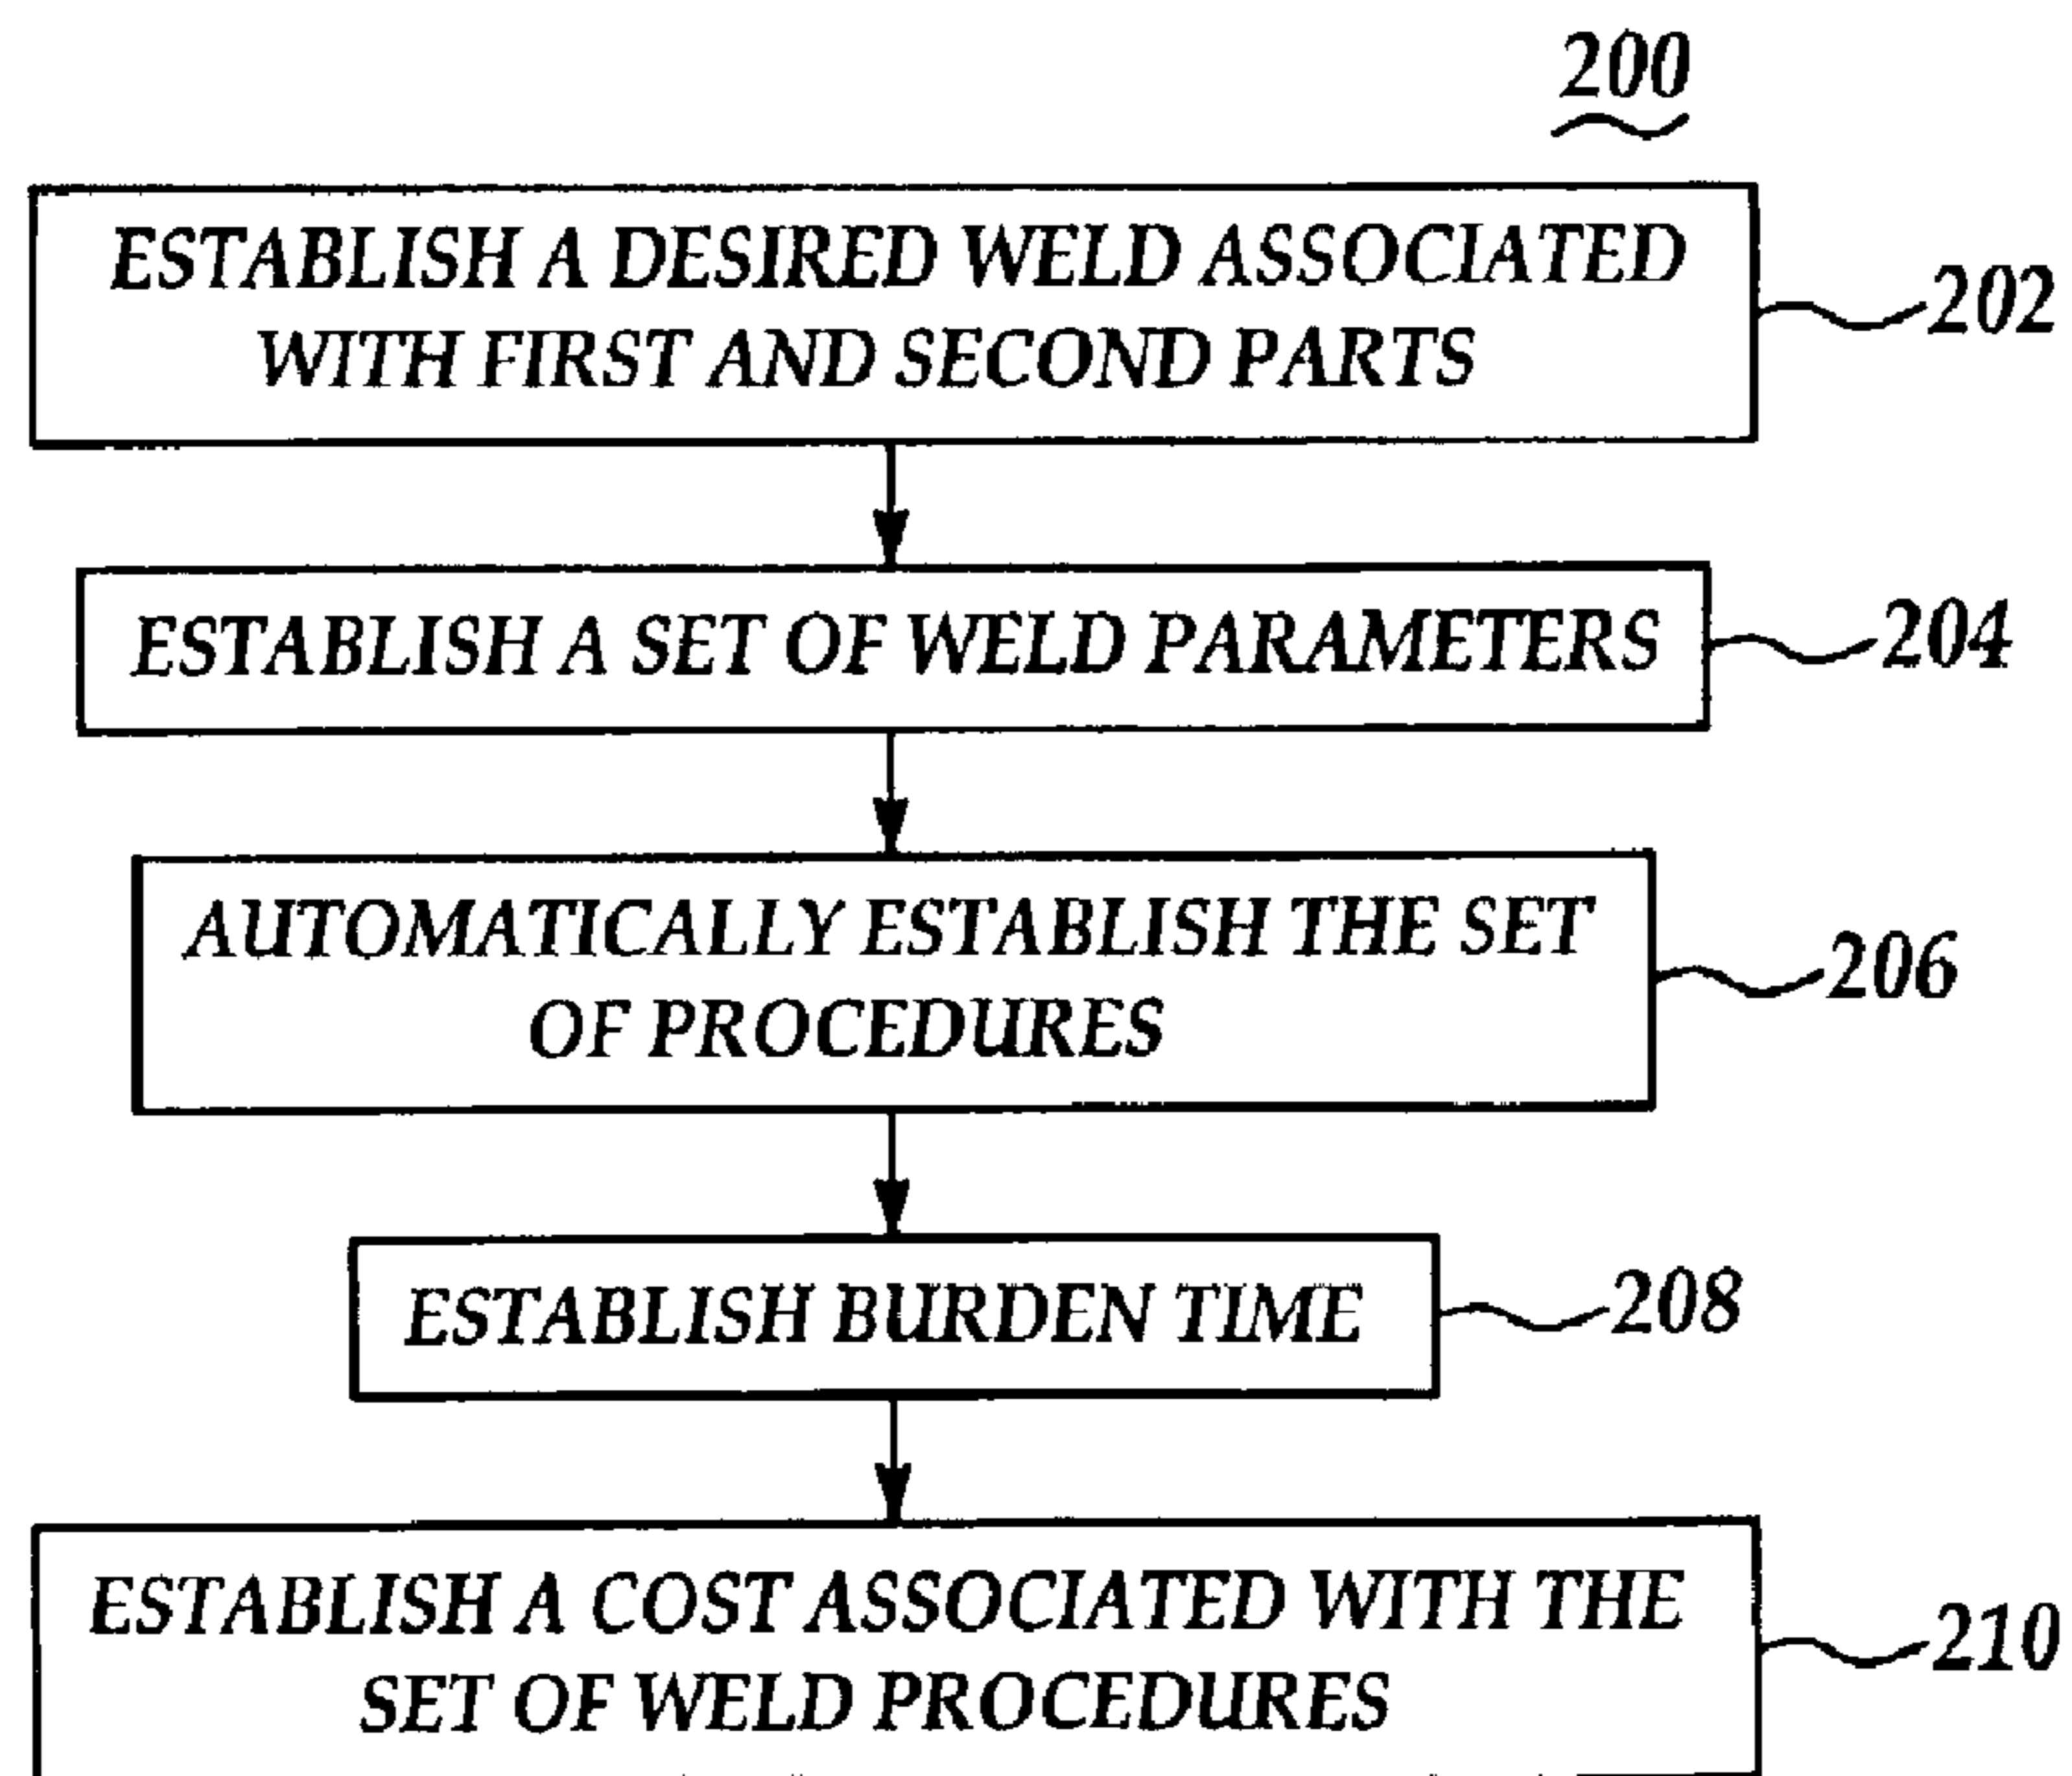 200
ESTABLISH A DESIRED WELD ASSOCIATED
WITH FIRST AND SECOND PARTS
202
ESTABLISH A SET OF WELD PARAMETERS
204
AUTOMATICALLY ESTABLISH THE SET
OF PROCEDURES
206
ESTABLISH BURDEN TIME
208
ESTABLISH A COST ASSOCIATED WITH THE
SET OF WELD PROCEDURES
210